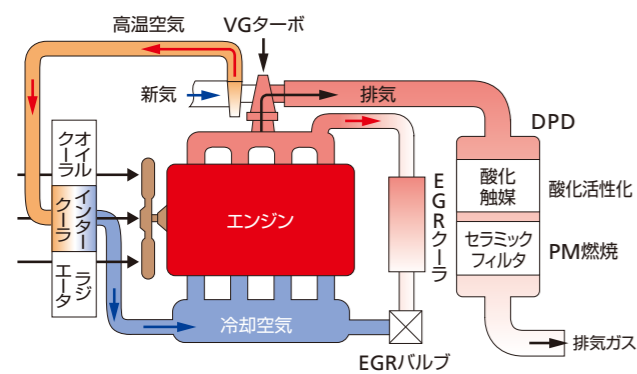 高温空気
VGターボ
新気
排気
DPD
オイル
クーラ
インター
クーラ
ラジ
エータ
エンジン
EGRクーラ
酸化
触媒
酸化活性化
セラミック
フィルタ
PM燃焼
冷却空気
EGRバルブ
排気ガス